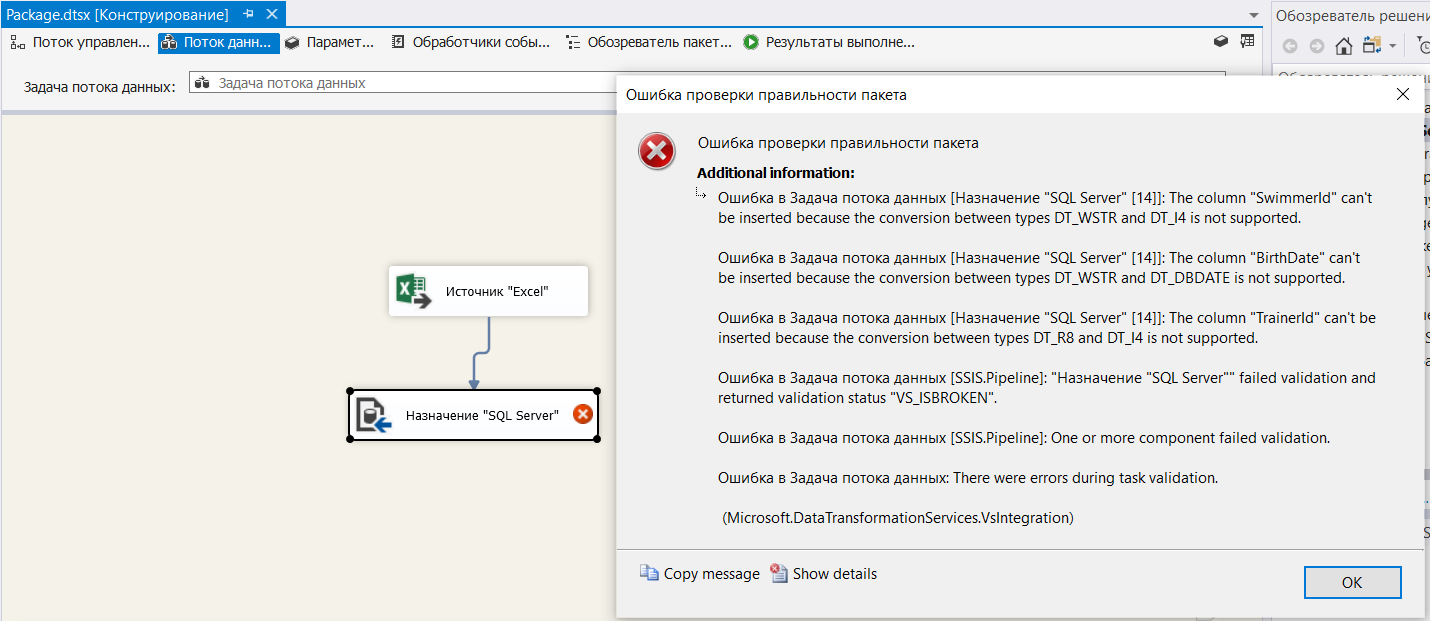 Package.dtsx [Конструирование]
Обозреватель решени
Поток управлен...
Поток данн...
Парамет...
Обработчики собы...
Обозреватель пакет...
Результаты выполне...
Задача потока данных:
Задача потока данных
Ошибка проверки правильности пакета
Ошибка проверки правильности пакета
Additional information:
Ошибка в Задача потока данных [Назначение "SQL Server" [14]]: The column "SwimmerId" can't
be inserted because the conversion between types DT_WSTR and DT_I4 is not supported.
Ошибка в Задача потока данных [Назначение "SQL Server" [14]]: The column "BirthDate" can't
be inserted because the conversion between types DT_WSTR and DT_DBDATE is not supported.
Ошибка в Задача потока данных [Назначение "SQL Server" [14]]: The column "TrainerId" can't be
inserted because the conversion between types DT_R8 and DT_I4 is not supported.
Ошибка в Задача потока данных [SSIS.Pipeline]: "Назначение "SQL Server"" failed validation and
returned validation status "VS_ISBROKEN".
Ошибка в Задача потока данных [SSIS.Pipeline]: One or more component failed validation.
Ошибка в Задача потока данных: There were errors during task validation.
(Microsoft.DataTransformationServices.VsIntegration)
Источник "Excel"
Назначение "SQL Server"
Copy message
Show details
OK